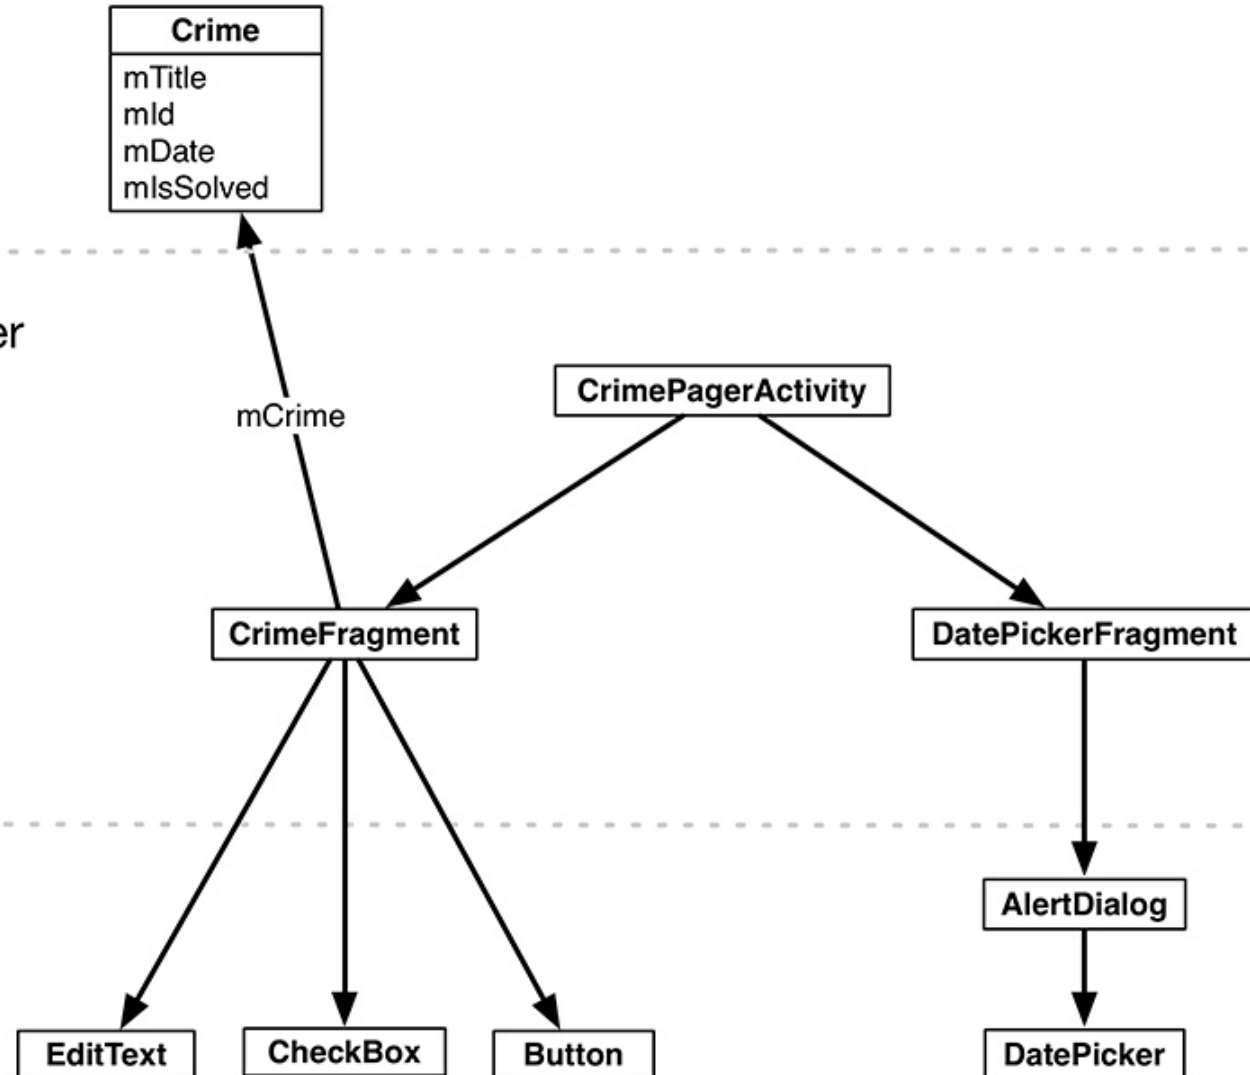 Crime
mTitle
mId
mDate
mIsSolved
er
CrimePagerActivity
mCrime
CrimeFragment
DatePickerFragment
AlertDialog
EditText
CheckBox
Button
DatePicker